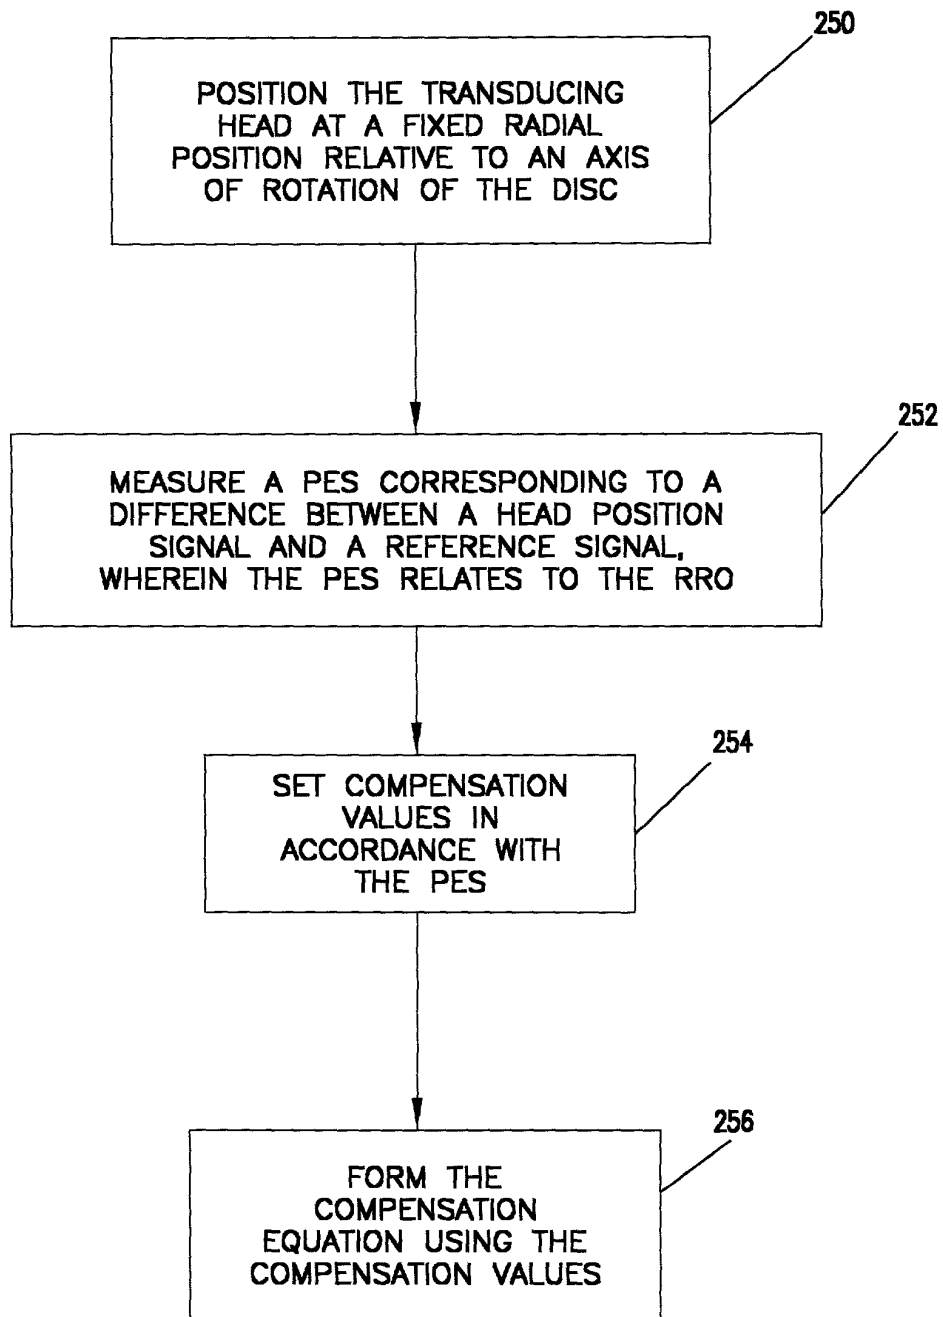 250
POSITION THE TRANSDUCING
HEAD AT A FIXED RADIAL
POSITION RELATIVE TO AN AXIS
OF ROTATION OF THE DISC
252
MEASURE A PES CORRESPONDING TO A
DIFFERENCE BETWEEN A HEAD POSITION
SIGNAL AND A REFERENCE SIGNAL,
WHEREIN THE PES RELATES TO THE RRO
254
SET COMPENSATION
VALUES IN
ACCORDANCE WITH
THE PES
256
FORM THE
COMPENSATION
EQUATION USING THE
COMPENSATION VALUES